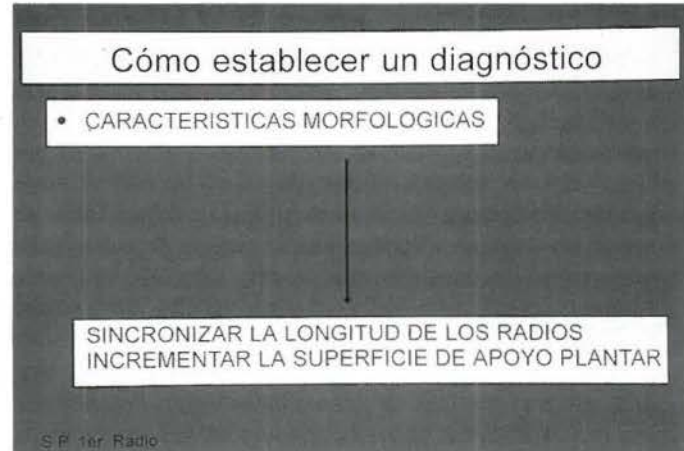 Cómo establecer un diagnóstico
• CARACTERISTICAS MORFOLOGICAS
SINCRONIZAR LA LONGITUD DE LOS RADIOS
INCREMENTAR LA SUPERFICIE DE APOYO PLANTAR
S.P. 1er. Radio